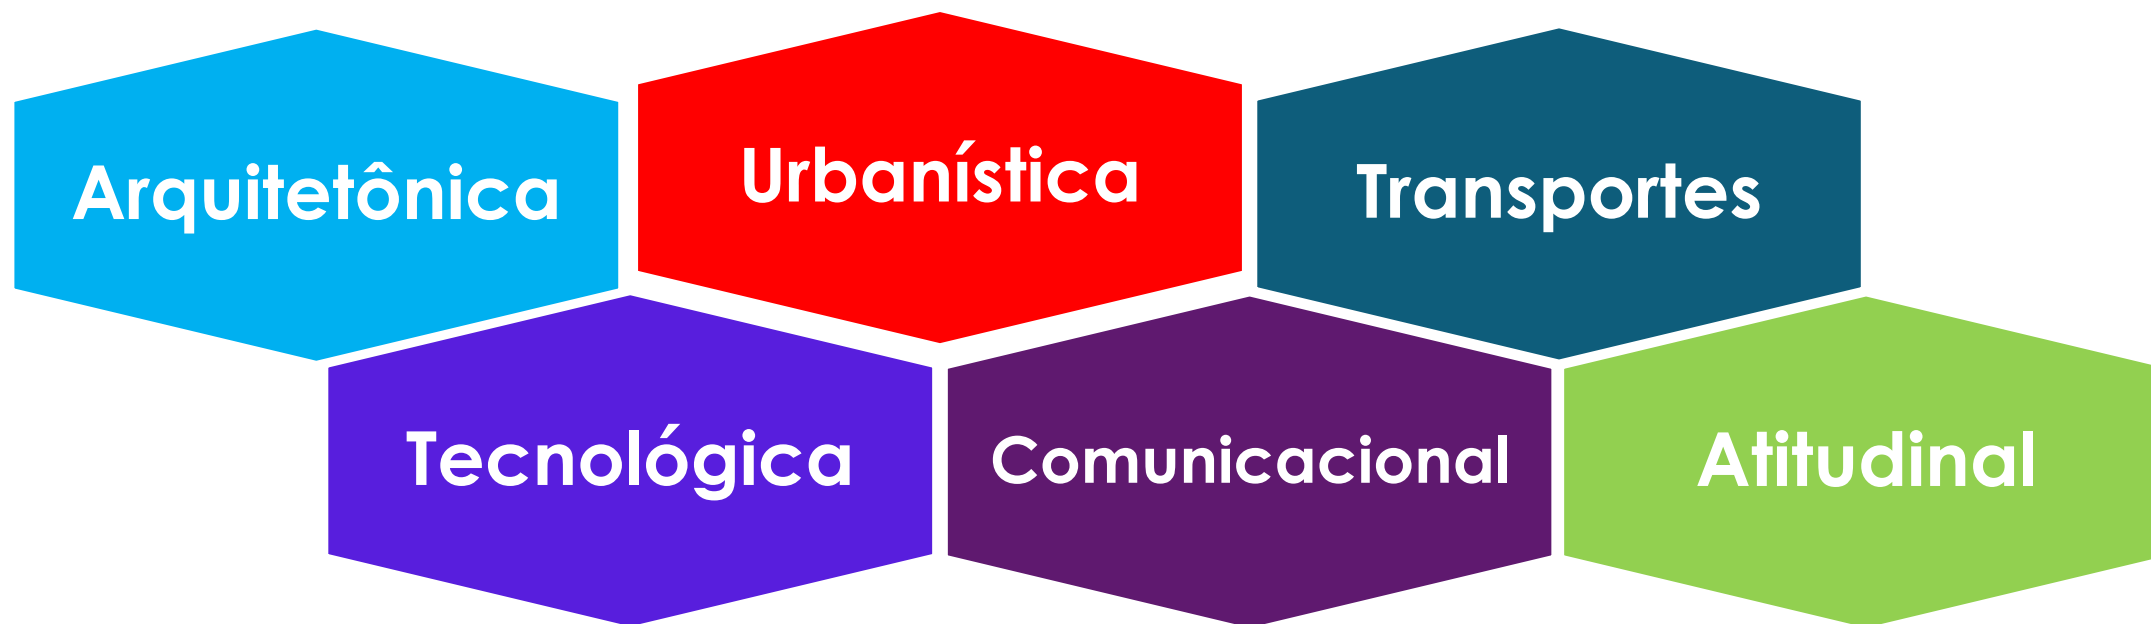 Arquitetônica
Urbanística
Transportes
Tecnológica
Comunicacional
Atitudinal